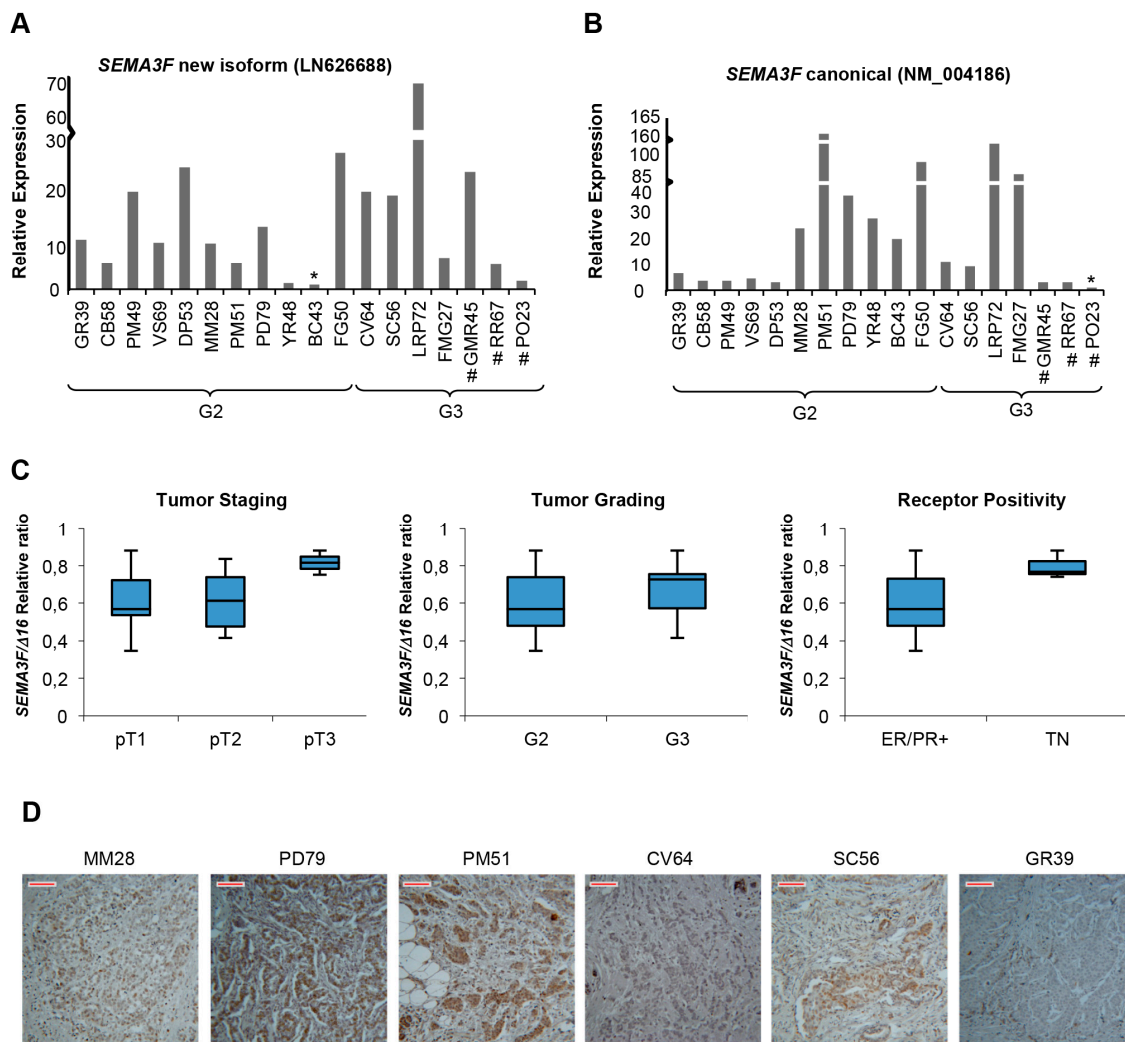 A
SEMA3F new isoform (LN626688)
Relative Expression
70
60
30
20
10
0
GR39
CB58
PM49
VS69
DP53
MM28
PM51
PD79
YR48
BC43
*
FG50
CV64
SC56
LRP72
FMG27
# GMR45
# RR67
# PO23
G2
G3
B
SEMA3F canonical (NM_004186)
Relative Expression
165
160
100
85
40
30
20
10
0
GR39
CB58
PM49
VS69
DP53
MM28
PM51
PD79
YR48
BC43
FG50
CV64
SC56
LRP72
FMG27
# GMR45
# RR67
# PO23
*
G2
G3
C
Tumor Staging
SEMA3F/Δ16 Relative ratio
1
0,8
0,6
0,4
0,2
0
pT1
pT2
pT3
Tumor Grading
SEMA3F/Δ16 Relative ratio
1
0,8
0,6
0,4
0,2
0
G2
G3
Receptor Positivity
SEMA3F/Δ16 Relative ratio
1
0,8
0,6
0,4
0,2
0
ER/PR+
TN
D
MM28
PD79
PM51
CV64
SC56
GR39